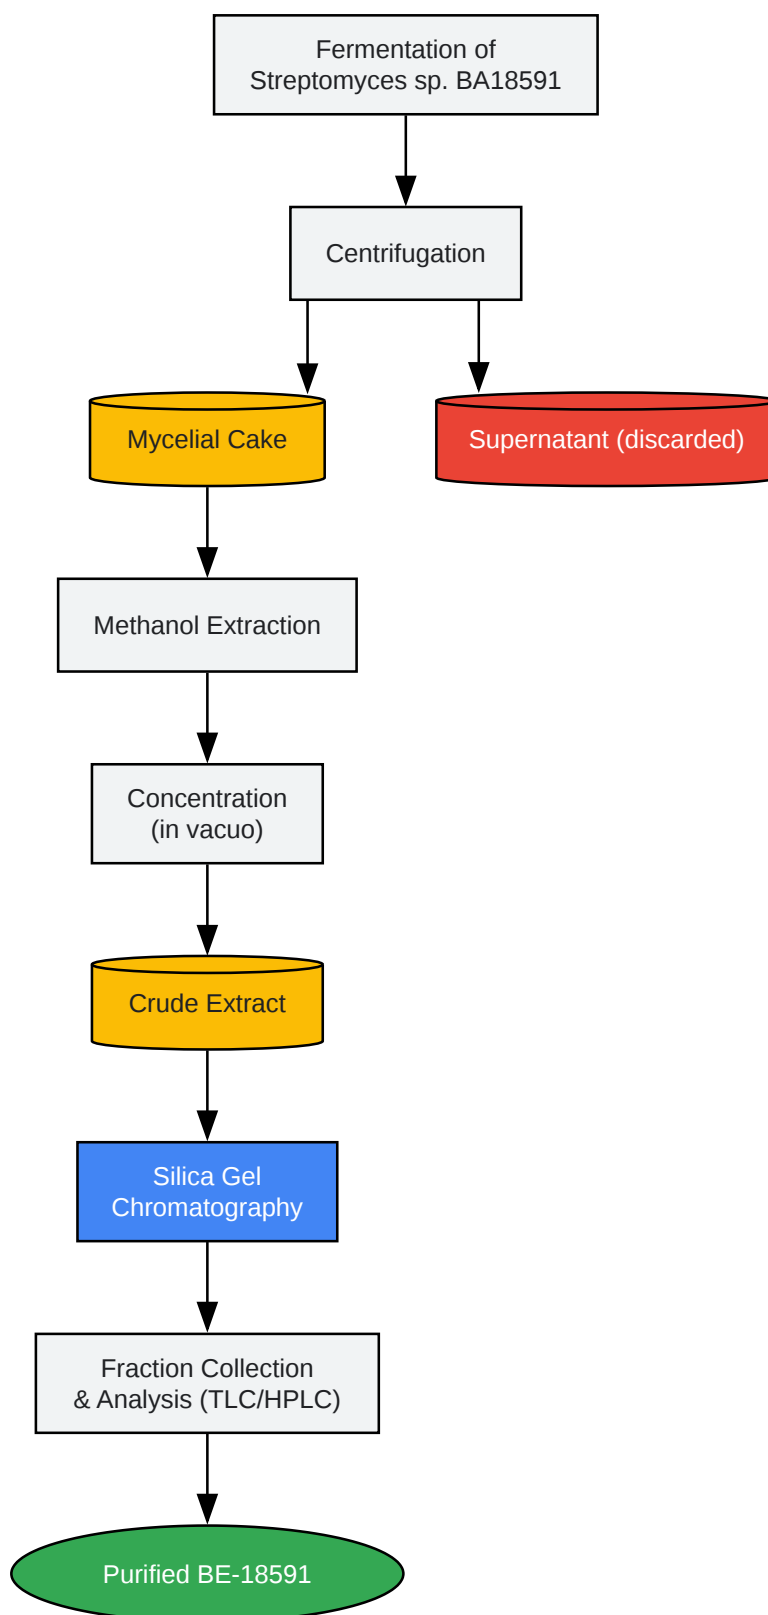 Fermentation of
Streptomyces sp. BA18591
Centrifugation
Mycelial Cake
Supernatant (discarded)
Methanol Extraction
Concentration
(in vacuo)
Crude Extract
Silica Gel
Chromatography
Fraction Collection
& Analysis (TLC/HPLC)
Purified BE-18591